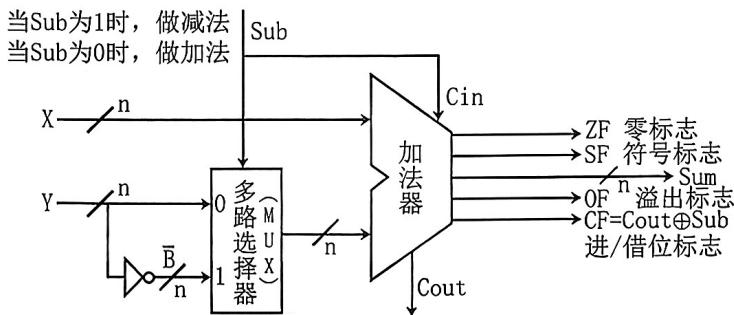 当Sub为1时，做减法
当Sub为0时，做加法
Sub
Cin
X
n
ZF 零标志
SF 符号标志
n
Sum
OF 溢出标志
CF=Cout⊕Sub
进/借位标志
加法器
Y
n
0
多路选择器
(MUX)
n
B̅
n
1
Cout